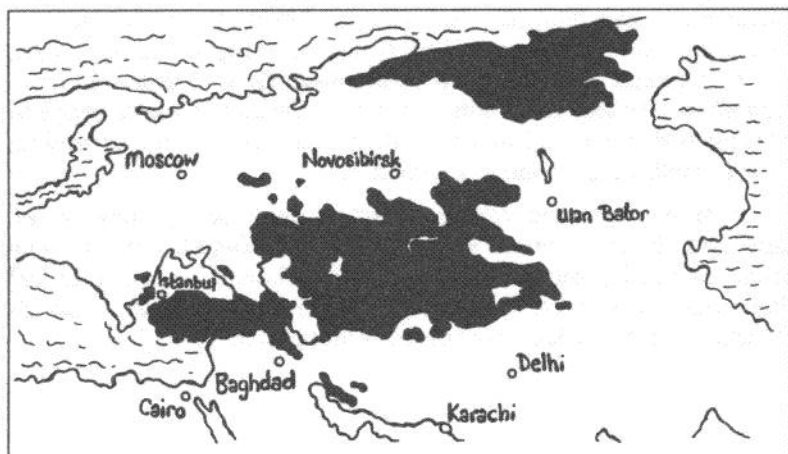 Moscow
Novosibirsk
Ulan Bator
Istanbul
Baghdad
Delhi
Cairo
Karachi